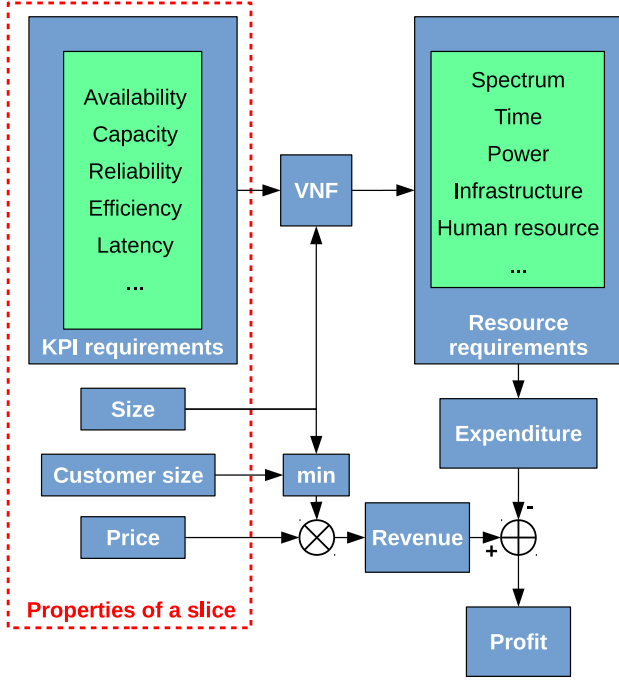 Availability
Capacity
Reliability
Efficiency
Latency
...
KPI requirements
VNF
Spectrum
Time
Power
Infrastructure
Human resource
...
Resource
requirements
Size
Customer size
min
Price
Revenue
Expenditure
-
+
Profit
Properties of a slice